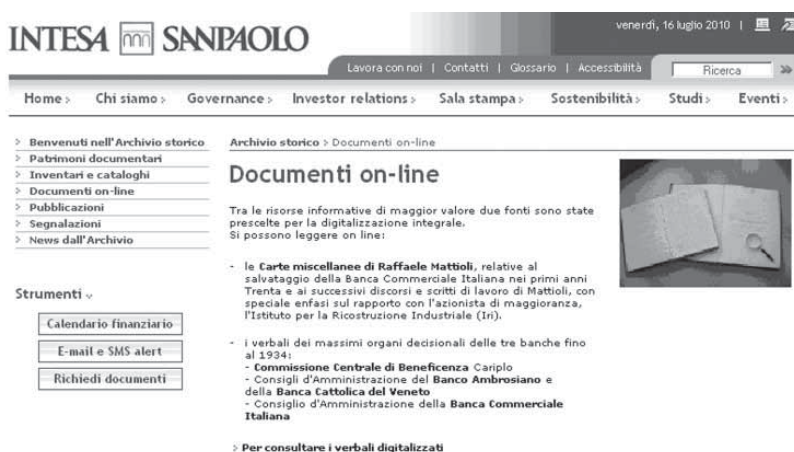 INTESA SANPAOLO
venerdì, 16 luglio 2010 |
Lavora con noi | Contatti | Glossario | Accessibilità
Ricerca
Home > Chi siamo > Governance > Investor relations > Sala stampa > Sostenibilità > Studi > Eventi >
> Benvenuti nell'Archivio storico
> Patrimoni documentari
> Inventari e cataloghi
> Documenti on-line
> Pubblicazioni
> Segnalazioni
> News dall'Archivio
Strumenti
Calendario finanziario
E-mail e SMS alert
Richiedi documenti
Archivio storico > Documenti on-line
Documenti on-line
Tra le risorse informative di maggior valore due fonti sono state
prescelte per la digitalizzazione integrale.
Si possono leggere on line:
- le Carte miscellanee di Raffaele Mattioli, relative al
salvataggio della Banca Commerciale Italiana nei primi anni
Trenta e ai successivi discorsi e scritti di lavoro di Mattioli, con
speciale enfasi sul rapporto con l'azionista di maggioranza,
l'Istituto per la Ricostruzione Industriale (Iri).
- i verbali dei massimi organi decisionali delle tre banche fino
al 1934:
- Commissione Centrale di Beneficenza Cariplo
- Consigli d'Amministrazione del Banco Ambrosiano e
della Banca Cattolica del Veneto
- Consiglio d'Amministrazione della Banca Commerciale
Italiana
> Per consultare i verbali digitalizzati